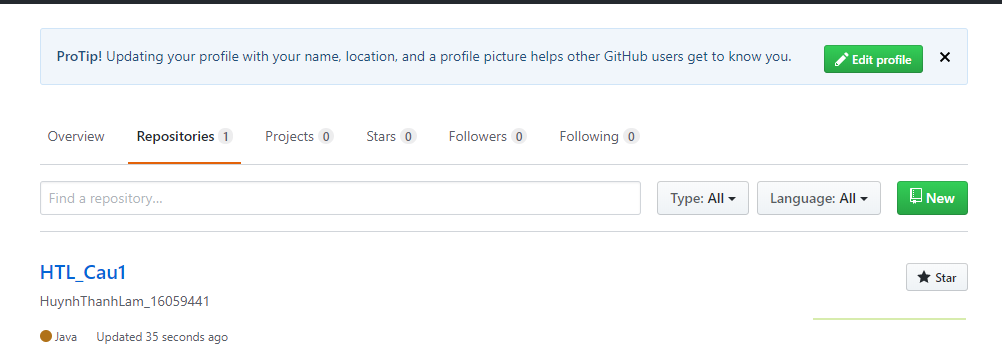 ProTip! Updating your profile with your name, location, and a profile picture helps other GitHub users get to know you. Edit profile
Overview Repositories 1 Projects 0 Stars 0 Followers 0 Following 0
Find a repository... Type: All Language: All New
HTL_Cau1 Star
HuynhThanhLam_16059441
Java Updated 35 seconds ago